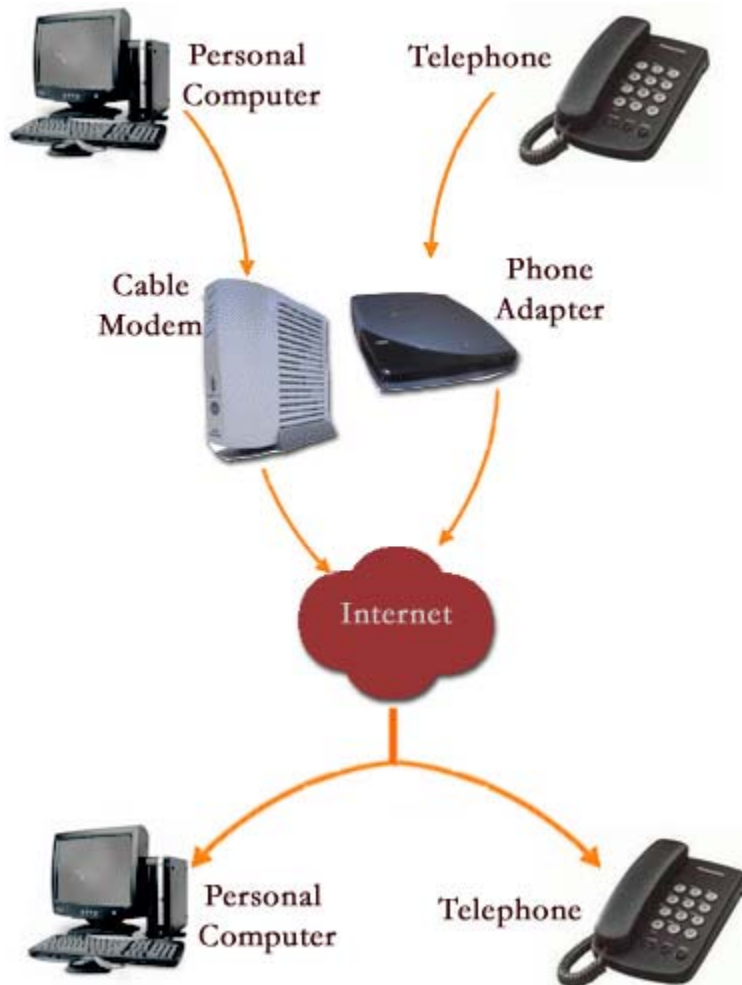 Personal
Computer
Telephone
Cable
Modem
Phone
Adapter
Internet
Personal
Computer
Telephone